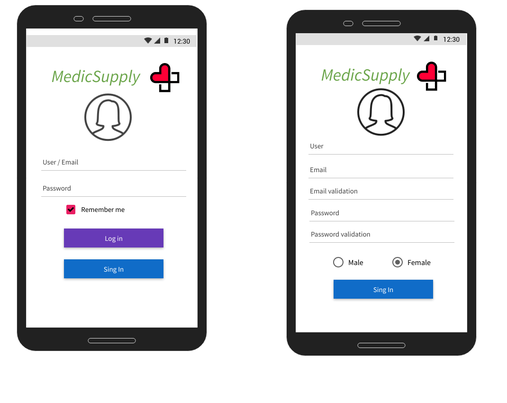 12:30
MedicSupply
User / Email
Password
Remember me
Log in
Sing In
12:30
MedicSupply
User
Email
Email validation
Password
Password validation
Male Female
Sing In